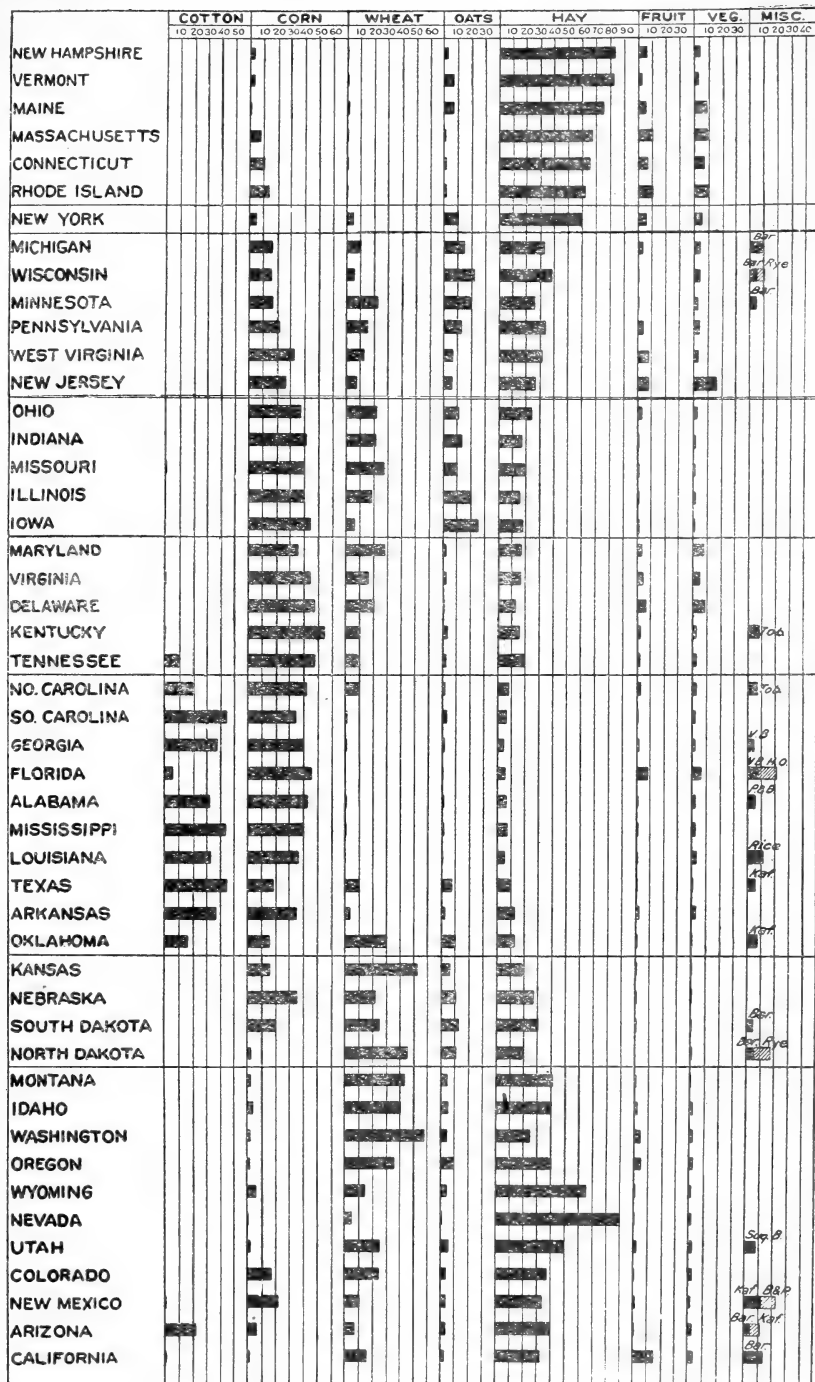 COTTON CORN WHEAT OATS HAY FRUIT VEG. MISC.
10 20 30 40 50 10 20 30 40 50 60 10 20 30 40 50 60 10 20 30 10 20 30 40 50 60 70 80 90 10 20 30 10 20 30 10 20 30 40
NEW HAMPSHIRE
VERMONT
MAINE
MASSACHUSETTS
CONNECTICUT
RHODE ISLAND
NEW YORK
MICHIGAN Bar
WISCONSIN Bar Rye
MINNESOTA Bar
PENNSYLVANIA
WEST VIRGINIA
NEW JERSEY
OHIO
INDIANA
MISSOURI
ILLINOIS
IOWA
MARYLAND
VIRGINIA
DELAWARE
KENTUCKY Tob
TENNESSEE
NO. CAROLINA Tob
SO. CAROLINA
GEORGIA V.B
FLORIDA V.B.H.O.
ALABAMA P&B
MISSISSIPPI
LOUISIANA Rice
TEXAS Kaf.
ARKANSAS
OKLAHOMA Kaf.
KANSAS
NEBRASKA
SOUTH DAKOTA Bar.
NORTH DAKOTA Bar. Rye
MONTANA
IDAHO
WASHINGTON
OREGON
WYOMING
NEVADA
UTAH Sug. B.
COLORADO
NEW MEXICO Kaf. B&P.
ARIZONA Bar. Kaf.
CALIFORNIA Bar.